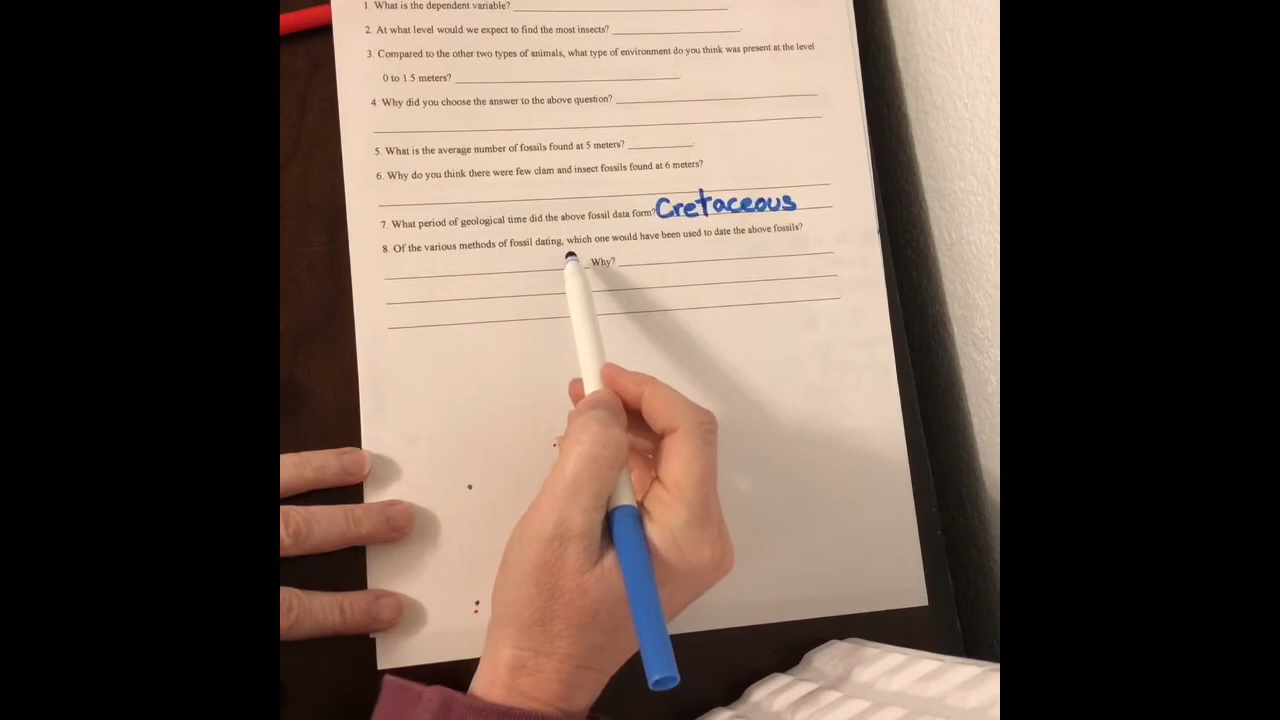 1. What is the dependent variable?
2. At what level would we expect to find the most insects?
3. Compared to the other two types of animals, what type of environment do you think was present at the level
0 to 1.5 meters?
4. Why did you choose the answer to the above question?
5. What is the average number of fossils found at 5 meters?
6. Why do you think there were few clam and insect fossils found at 6 meters?
7. What period of geological time did the above fossil data form? Cretaceous
8. Of the various methods of fossil dating, which one would have been used to date the above fossils?
Why?